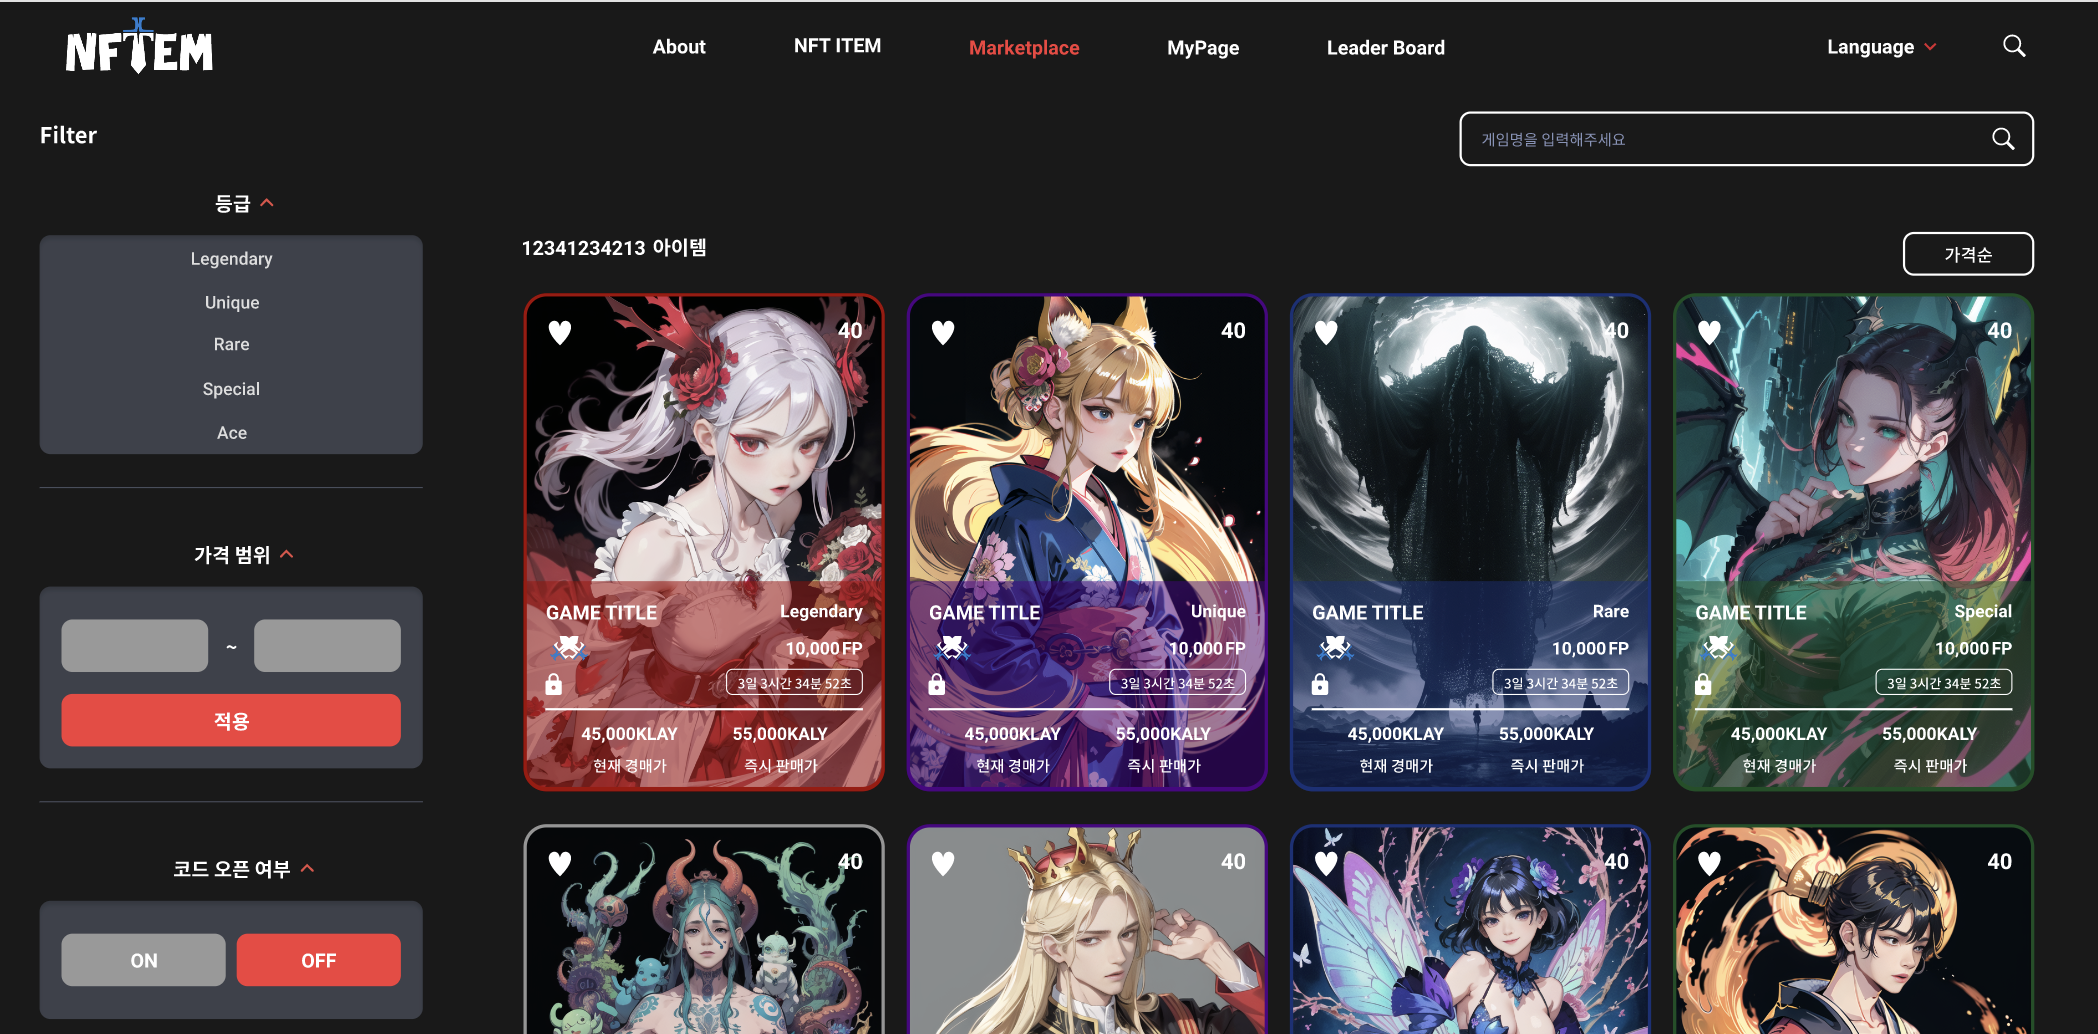 NFTEM
About NFT ITEM Marketplace MyPage Leader Board Language
Filter
게임명을 입력해주세요
등급
Legendary
Unique
Rare
Special
Ace
가격 범위
~
적용
코드 오픈 여부
ON OFF
12341234213 아이템
가격순
40
GAME TITLE Legendary
10,000 FP
3일 3시간 34분 52초
45,000KLAY 55,000KALY
현재 경매가 즉시 판매가
40
GAME TITLE Unique
10,000 FP
3일 3시간 34분 52초
45,000KLAY 55,000KALY
현재 경매가 즉시 판매가
40
GAME TITLE Rare
10,000 FP
3일 3시간 34분 52초
45,000KLAY 55,000KALY
현재 경매가 즉시 판매가
40
GAME TITLE Special
10,000 FP
3일 3시간 34분 52초
45,000KLAY 55,000KALY
현재 경매가 즉시 판매가
40
40
40
40